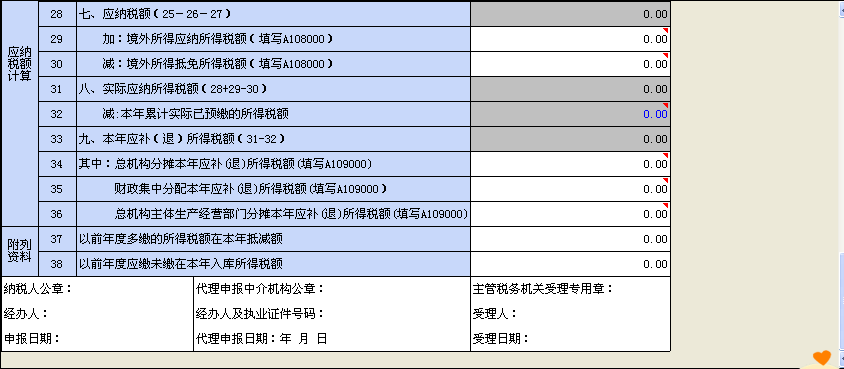 28 七、应纳税额（25－26－27） 0.00
29 加：境外所得应纳所得税额（填写A108000） 0.00
30 减：境外所得抵免所得税额（填写A108000） 0.00
应纳税额计算
31 八、实际应纳所得税额（28+29-30） 0.00
32 减:本年累计实际已预缴的所得税额 0.00
33 九、本年应补（退）所得税额（31-32） 0.00
34 其中：总机构分摊本年应补(退)所得税额(填写A109000) 0.00
35 财政集中分配本年应补(退)所得税额(填写A109000） 0.00
36 总机构主体生产经营部门分摊本年应补(退)所得税额(填写A109000) 0.00
附列资料
37 以前年度多缴的所得税额在本年抵减额 0.00
38 以前年度应缴未缴在本年入库所得税额 0.00
纳税人公章： 代理申报中介机构公章： 主管税务机关受理专用章：
经办人： 经办人及执业证件号码： 受理人：
申报日期： 代理申报日期：年 月 日 受理日期：